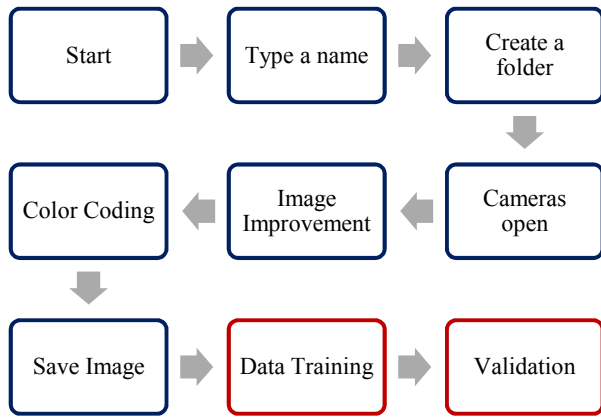 Start
Type a name
Create a
folder
Cameras
open
Image
Improvement
Color Coding
Save Image
Data Training
Validation